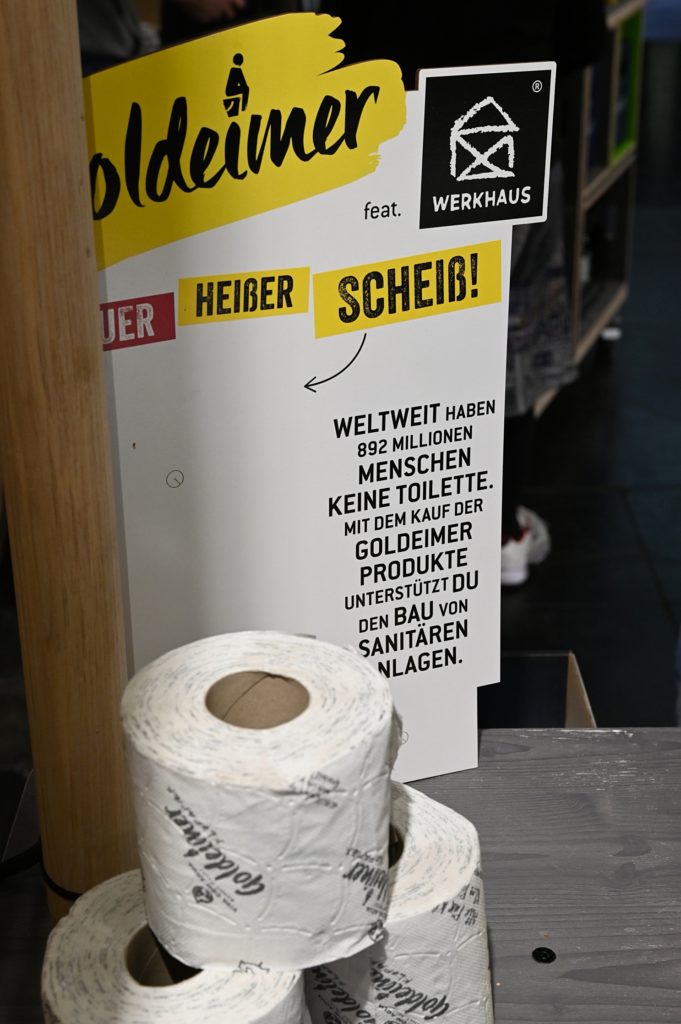 oldeimer
feat.
®
WERKHAUS
UER HEIẞER SCHEIẞ!
WELTWEIT HABEN
892 MILLIONEN
MENSCHEN
KEINE TOILETTE.
MIT DEM KAUF DER
GOLDEIMER
PRODUKTE
UNTERSTÜTZT DU
DEN BAU VON
SANITÄREN
NLAGEN.
Goldeimer
oldeimer
Goldeimer